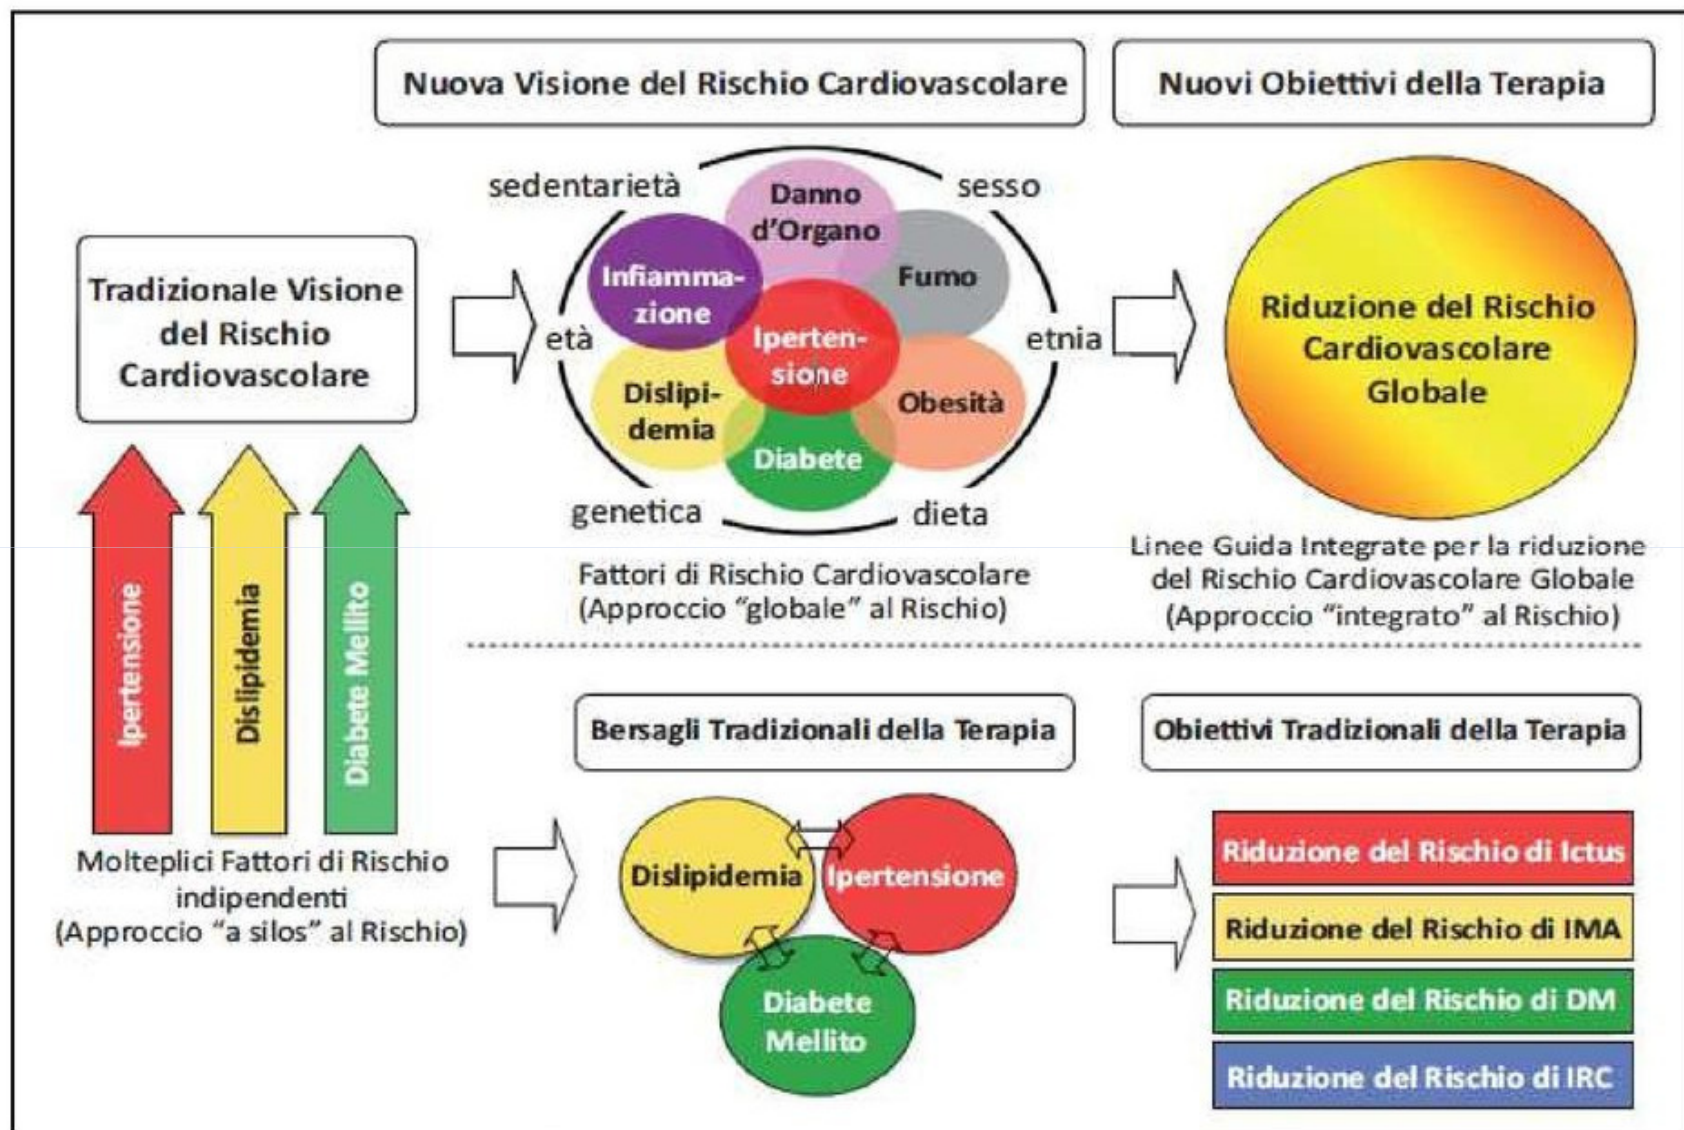 Nuova Visione del Rischio Cardiovascolare
Nuovi Obiettivi della Terapia
sedentarietà
sesso
età
etnia
genetica
dieta
Danno
d'Organo
Infiamma-
zione
Fumo
Iperten-
sione
Dislipi-
demia
Obesità
Diabete
Fattori di Rischio Cardiovascolare
(Approccio "globale" al Rischio)
Riduzione del Rischio
Cardiovascolare
Globale
Linee Guida Integrate per la riduzione
del Rischio Cardiovascolare Globale
(Approccio "integrato" al Rischio)
Tradizionale Visione
del Rischio
Cardiovascolare
Ipertensione
Dislipidemia
Diabete Mellito
Molteplici Fattori di Rischio
indipendenti
(Approccio "a silos" al Rischio)
Bersagli Tradizionali della Terapia
Dislipidemia
Ipertensione
Diabete
Mellito
Obiettivi Tradizionali della Terapia
Riduzione del Rischio di Ictus
Riduzione del Rischio di IMA
Riduzione del Rischio di DM
Riduzione del Rischio di IRC